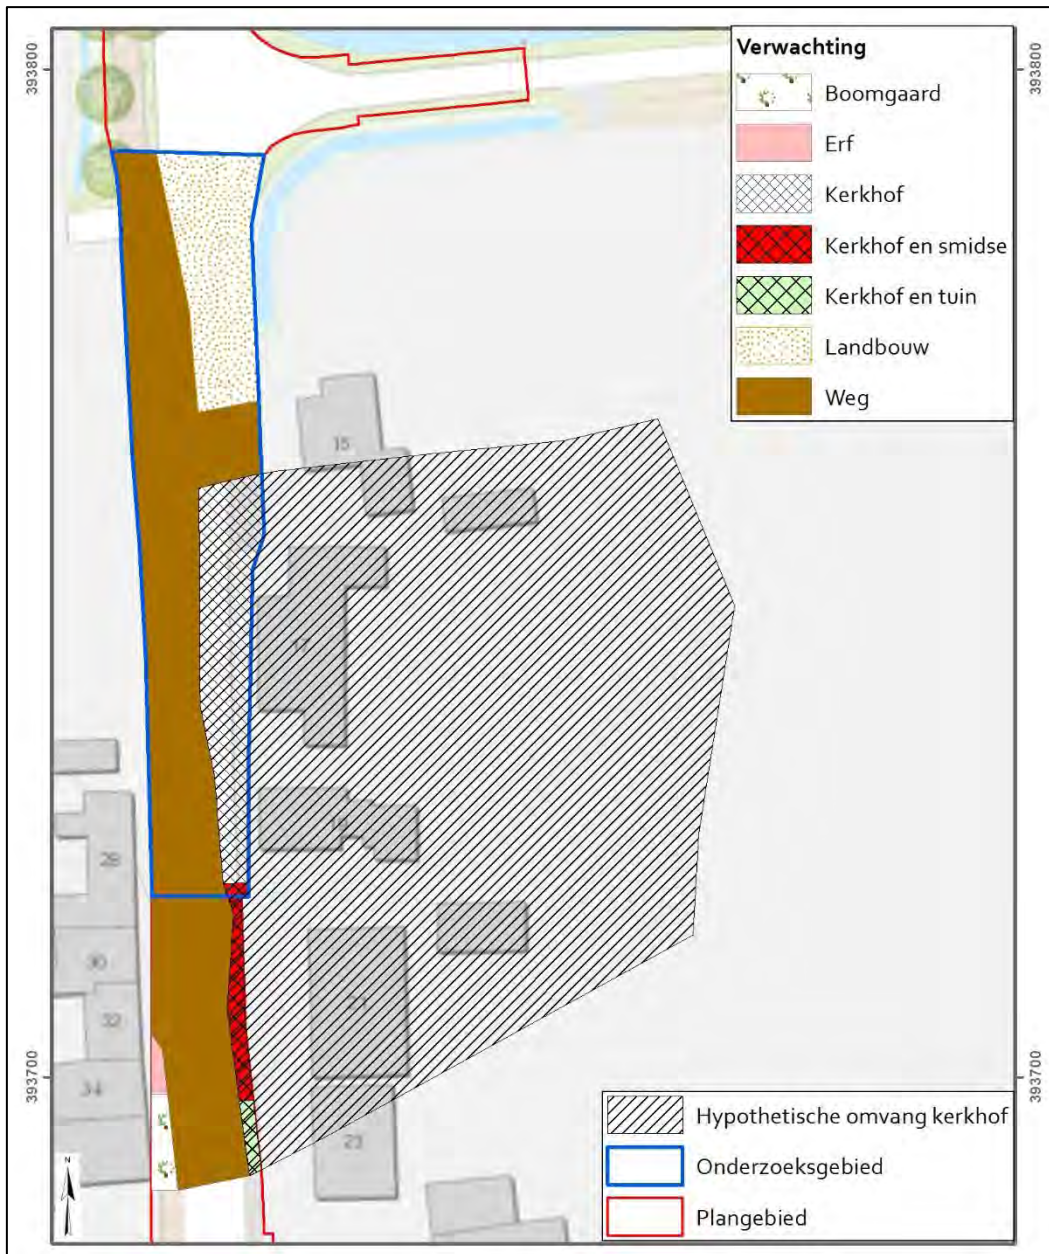 393800
393800
Verwachting
Boomgaard
Erf
Kerkhof
Kerkhof en smidse
Kerkhof en tuin
Landbouw
Weg
15
17
28
30
32
34
23
393700
393700
Hypothetische omvang kerkhof
Onderzoeksgebied
Plangebied
N